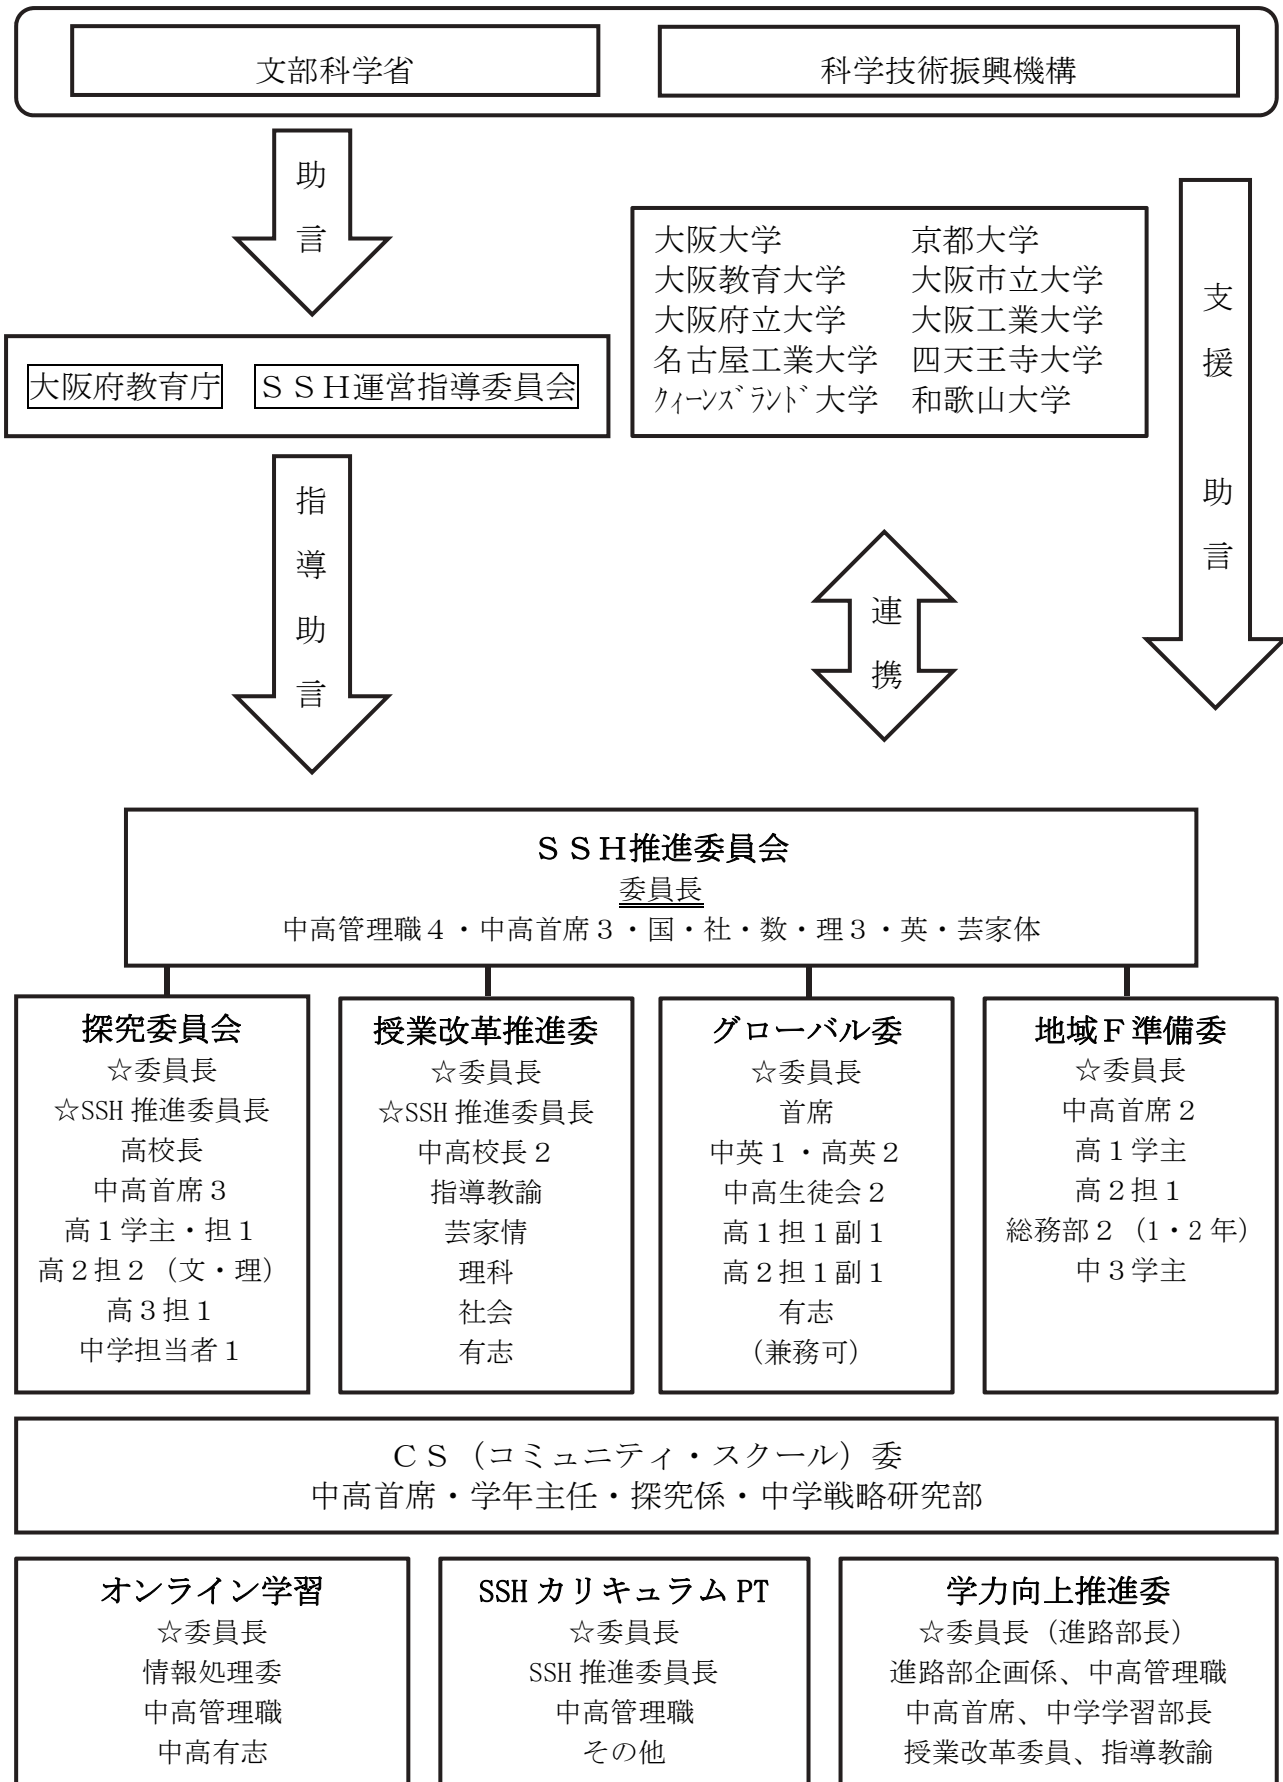 文部科学省
科学技術振興機構
助言
大阪府教育庁
ＳＳＨ運営指導委員会
大阪大学 京都大学
大阪教育大学 大阪市立大学
大阪府立大学 大阪工業大学
名古屋工業大学 四天王寺大学
クィーンズランド大学 和歌山大学
支援 助言
指導助言
連携
ＳＳＨ推進委員会
委員長
中高管理職４・中高首席３・国・社・数・理３・英・芸家体
探究委員会
☆委員長
☆SSH 推進委員長
高校長
中高首席３
高１学主・担１
高２担２（文・理）
高３担１
中学担当者１
授業改革推進委
☆委員長
☆SSH 推進委員長
中高校長２
指導教諭
芸家情
理科
社会
有志
グローバル委
☆委員長
首席
中英１・高英２
中高生徒会２
高１担１副１
高２担１副１
有志
（兼務可）
地域Ｆ準備委
☆委員長
中高首席２
高１学主
高２担１
総務部２（1・2 年）
中３学主
ＣＳ（コミュニティ・スクール）委
中高首席・学年主任・探究係・中学戦略研究部
オンライン学習
☆委員長
情報処理委
中高管理職
中高有志
SSH カリキュラム PT
☆委員長
SSH 推進委員長
中高管理職
その他
学力向上推進委
☆委員長（進路部長）
進路部企画係、中高管理職
中高首席、中学学習部長
授業改革委員、指導教諭